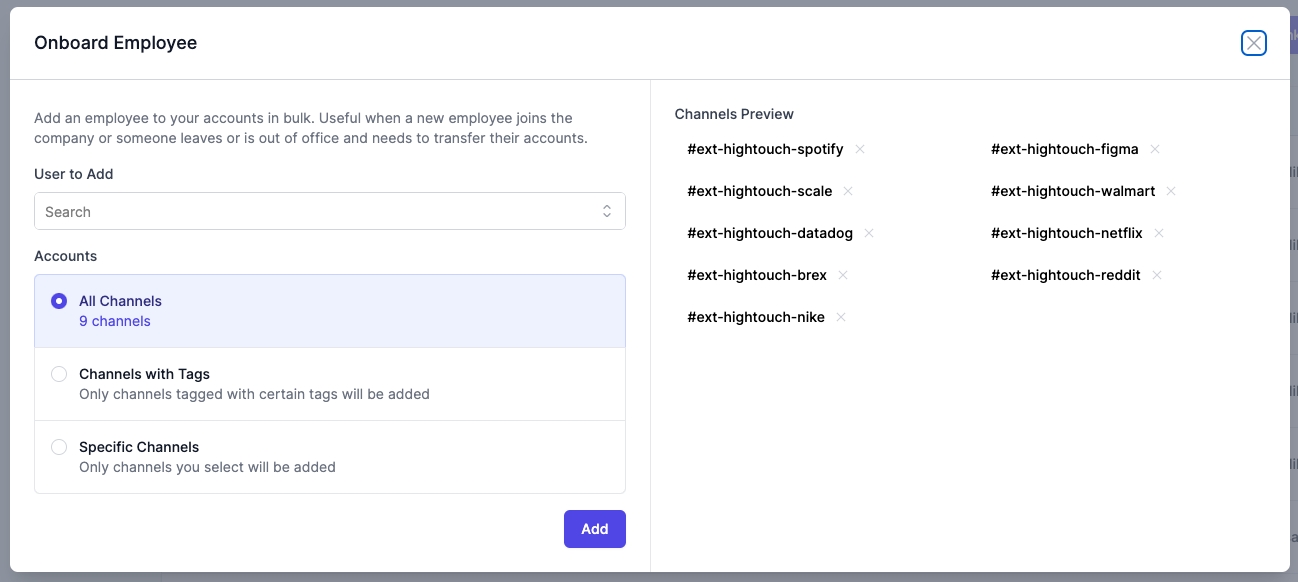 Onboard Employee
Add an employee to your accounts in bulk. Useful when a new employee joins the
company or someone leaves or is out of office and needs to transfer their accounts.
User to Add
Search
Accounts
All Channels
9 channels
Channels with Tags
Only channels tagged with certain tags will be added
Specific Channels
Only channels you select will be added
Add
Channels Preview
#ext-hightouch-spotify
#ext-hightouch-figma
#ext-hightouch-scale
#ext-hightouch-walmart
#ext-hightouch-datadog
#ext-hightouch-netflix
#ext-hightouch-brex
#ext-hightouch-reddit
#ext-hightouch-nike